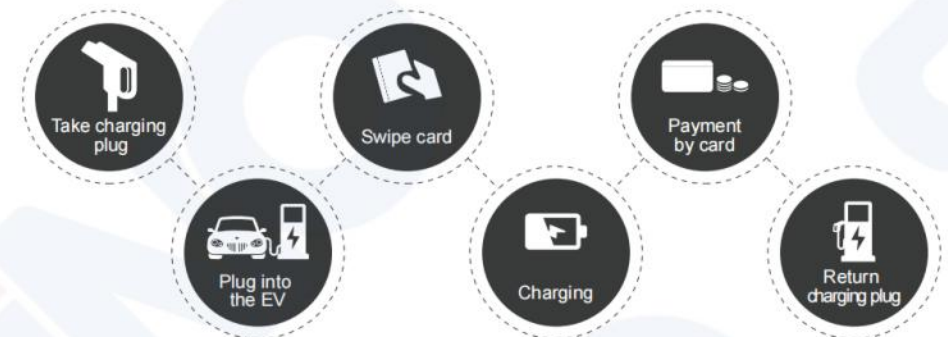 Take charging
plug
Plug into
the EV
Swipe card
Charging
Payment
by card
Return
charging plug